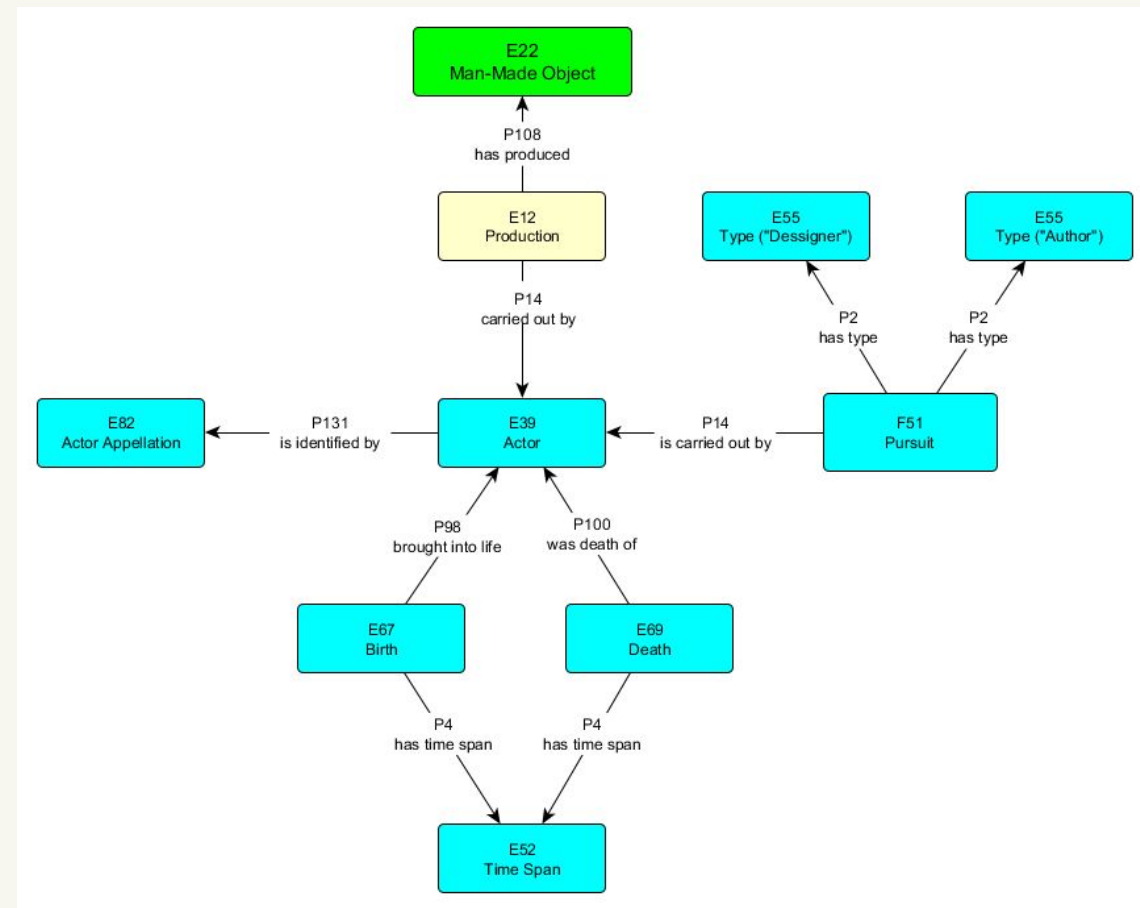 E22
Man-Made Object
P108
has produced
E12
Production
E55
Type ("Dessigner")
E55
Type ("Author")
P14
carried out by
P2
has type
P2
has type
E82
Actor Appellation
P131
is identified by
E39
Actor
P14
is carried out by
F51
Pursuit
P98
brought into life
P100
was death of
E67
Birth
E69
Death
P4
has time span
P4
has time span
E52
Time Span